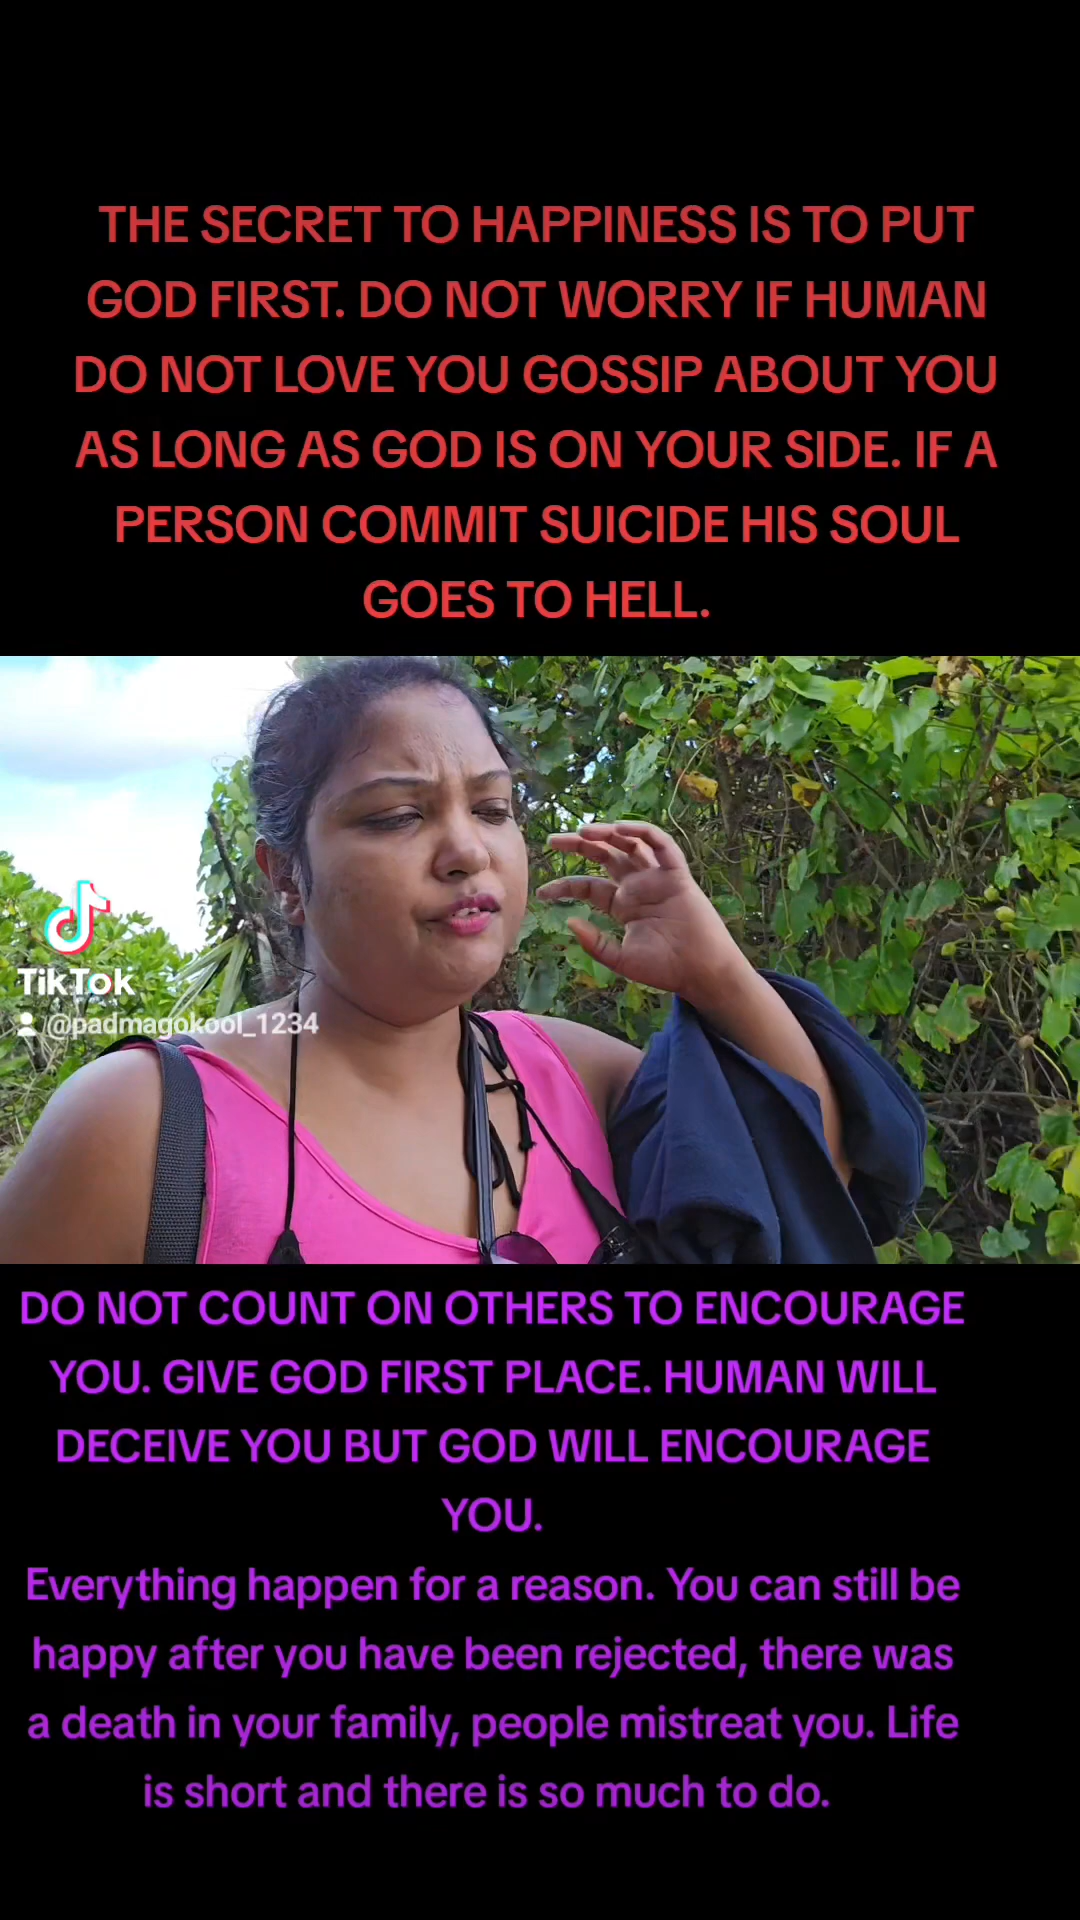 THE SECRET TO HAPPINESS IS TO PUT
GOD FIRST. DO NOT WORRY IF HUMAN
DO NOT LOVE YOU GOSSIP ABOUT YOU
AS LONG AS GOD IS ON YOUR SIDE. IF A
PERSON COMMIT SUICIDE HIS SOUL
GOES TO HELL.
TikTok
@padmagokool_1234
DO NOT COUNT ON OTHERS TO ENCOURAGE
YOU. GIVE GOD FIRST PLACE. HUMAN WILL
DECEIVE YOU BUT GOD WILL ENCOURAGE
YOU.
Everything happen for a reason. You can still be
happy after you have been rejected, there was
a death in your family, people mistreat you. Life
is short and there is so much to do.